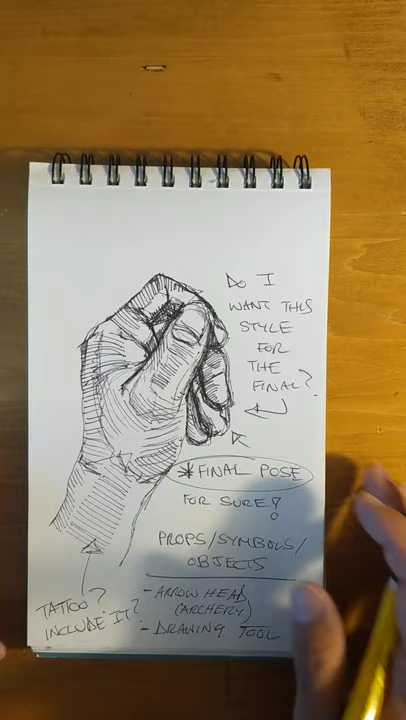 Do I
WANT THIS
STYLE
FOR
THE
FINAL?
*FINAL POSE
FOR SURE?
PROPS/SYMBOLS/
OBJECTS
- ARROW HEAD
(ARCHERY)
- DRAWING TOOL
TATOO?
INCLUDE IT?